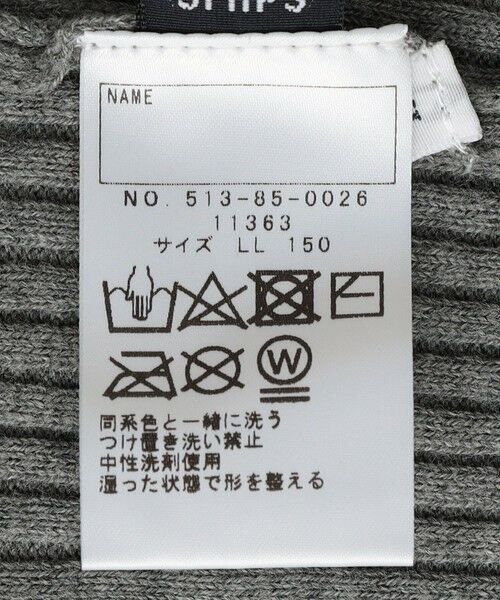 SHIPS
NAME
NO. 513-85-0026
11363
サイズ LL 150
W
同系色と一緒に洗う
つけ置き洗い禁止
中性洗剤使用
湿った状態で形を整える